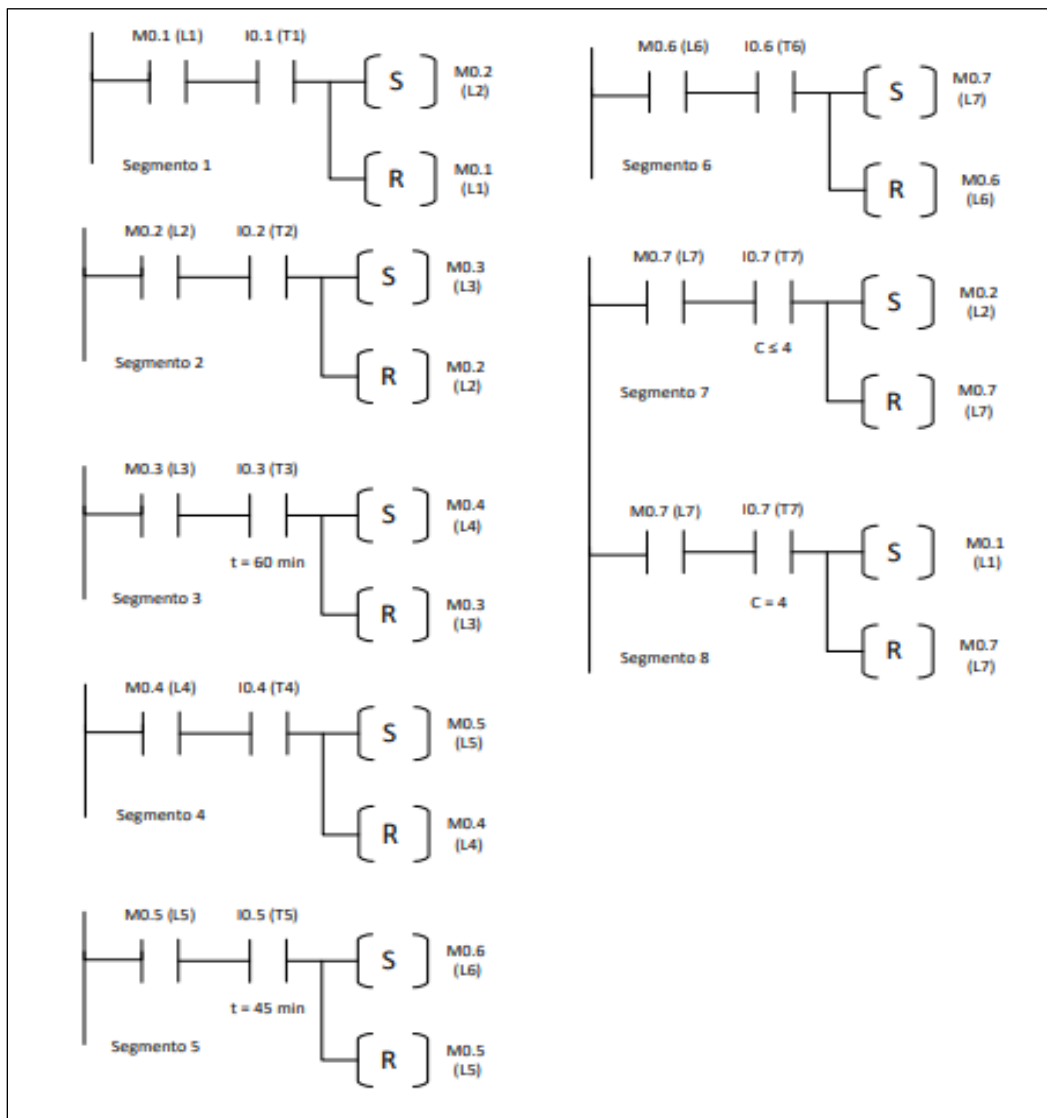 M0.1 (L1) I0.1 (T1)
S
M0.2
(L2)
R
M0.1
(L1)
Segmento 1
M0.2 (L2) I0.2 (T2)
S
M0.3
(L3)
R
M0.2
(L2)
Segmento 2
M0.3 (L3) I0.3 (T3)
S
M0.4
(L4)
t = 60 min
R
M0.3
(L3)
Segmento 3
M0.4 (L4) I0.4 (T4)
S
M0.5
(L5)
R
M0.4
(L4)
Segmento 4
M0.5 (L5) I0.5 (T5)
S
M0.6
(L6)
t = 45 min
R
M0.5
(L5)
Segmento 5
M0.6 (L6) I0.6 (T6)
S
M0.7
(L7)
R
M0.6
(L6)
Segmento 6
M0.7 (L7) I0.7 (T7)
S
M0.2
(L2)
C ≤ 4
R
M0.7
(L7)
Segmento 7
M0.7 (L7) I0.7 (T7)
S
M0.1
(L1)
C = 4
R
M0.7
(L7)
Segmento 8